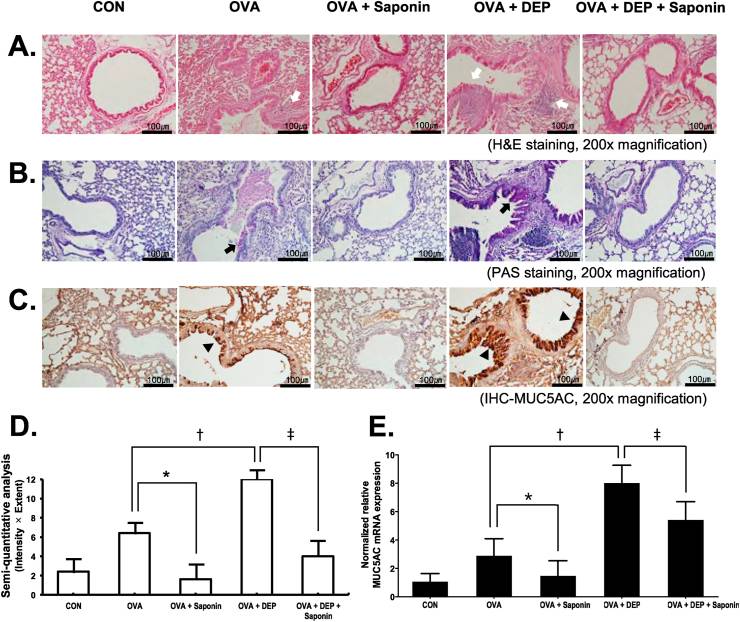 CON OVA OVA + Saponin OVA + DEP OVA + DEP + Saponin
A.
100㎛ 100㎛ 100㎛ 100㎛ 100㎛
(H&E staining, 200x magnification)
B.
100㎛ 100㎛ 100㎛ 100㎛ 100㎛
(PAS staining, 200x magnification)
C.
100㎛ 100㎛ 100㎛ 100㎛ 100㎛
(IHC-MUC5AC, 200x magnification)
D.
Semi-quantitative analysis
(Intensity × Extent)
12
10
8
6
4
2
0
†
*
‡
CON OVA OVA + Saponin OVA + DEP OVA + DEP +
Saponin
E.
Normalized relative
MUC5AC mRNA expression
10
8
6
4
2
0
†
*
‡
CON OVA OVA + Saponin OVA + DEP OVA + DEP + Saponin